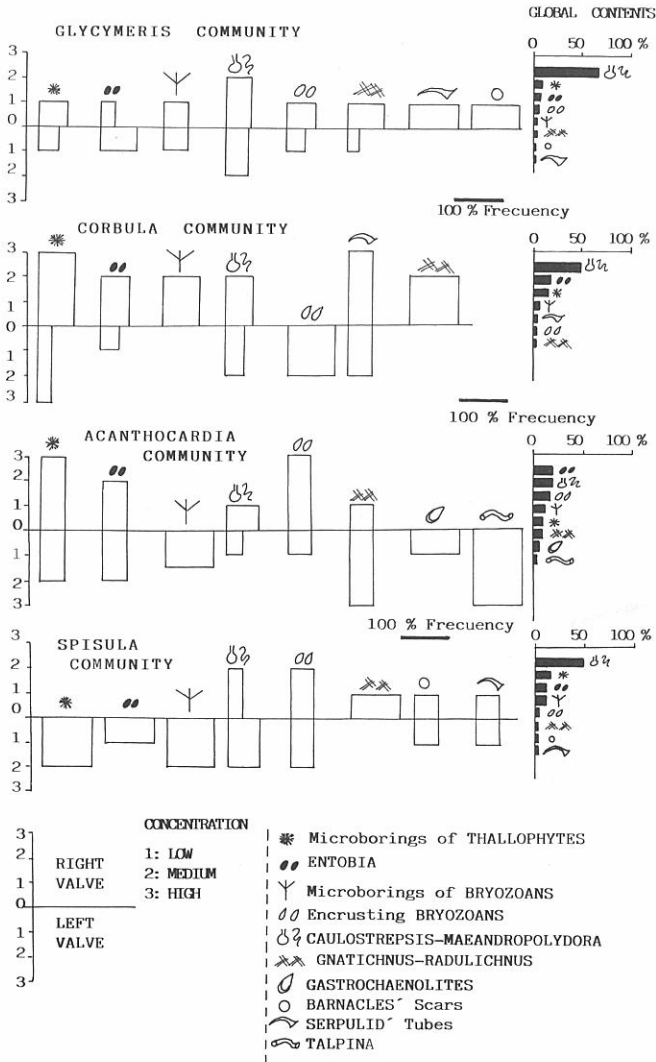 GLOBAL CONTENTS
0 50 100 %
GLYCYMERIS COMMUNITY
3
2
1
0
1
2
3
100 % Frecuency
CORBULA COMMUNITY
0 50 100 %
3
2
1
0
1
2
3
100 % Frecuency
ACANTHOCARDIA
COMMUNITY
0 50 100 %
3
2
1
0
1
2
3
100 % Frecuency
SPISULA
COMMUNITY
0 50 100 %
3
2
1
0
1
2
3
CONCENTRATION
1: LOW
2: MEDIUM
3: HIGH
3
2
1
0
1
2
3
RIGHT
VALVE
LEFT
VALVE
Microborings of THALLOPHYTES
ENTOBIA
Microborings of BRYOZOANS
Encrusting BRYOZOANS
CAULOSTREPSIS-MAEANDROPOLYDORA
GNATICHNUS-RADULICHNUS
GASTROCHAENOLITES
BARNACLES´ Scars
SERPULID´ Tubes
TALPINA